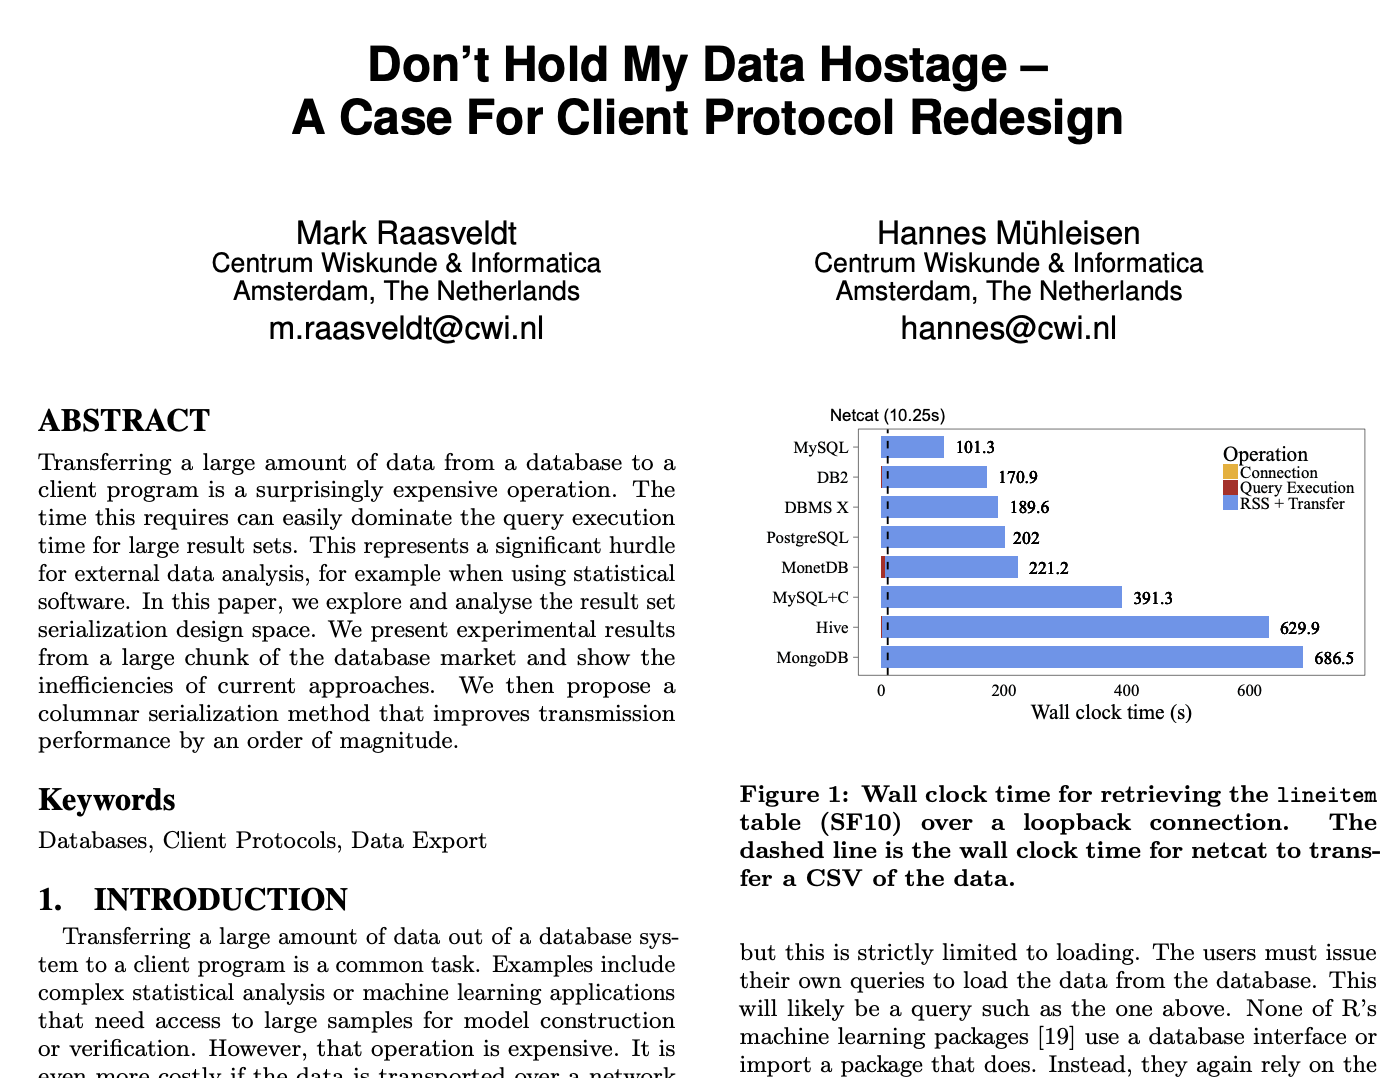 Don't Hold My Data Hostage –
A Case For Client Protocol Redesign
Mark Raasveldt
Centrum Wiskunde & Informatica
Amsterdam, The Netherlands
m.raasveldt@cwi.nl
Hannes Mühleisen
Centrum Wiskunde & Informatica
Amsterdam, The Netherlands
hannes@cwi.nl
ABSTRACT
Transferring a large amount of data from a database to a
client program is a surprisingly expensive operation. The
time this requires can easily dominate the query execution
time for large result sets. This represents a significant hurdle
for external data analysis, for example when using statistical
software. In this paper, we explore and analyse the result set
serialization design space. We present experimental results
from a large chunk of the database market and show the
inefficiencies of current approaches. We then propose a
columnar serialization method that improves transmission
performance by an order of magnitude.
Keywords
Databases, Client Protocols, Data Export
1. INTRODUCTION
Transferring a large amount of data out of a database sys-
tem to a client program is a common task. Examples include
complex statistical analysis or machine learning applications
that need access to large samples for model construction
or verification. However, that operation is expensive. It is
even more costly if the data is transported over a network
Netcat (10.25s)
MySQL 101.3
DB2 170.9
DBMS X 189.6
PostgreSQL 202
MonetDB 221.2
MySQL+C 391.3
Hive 629.9
MongoDB 686.5
Operation
Connection
Query Execution
RSS + Transfer
0 200 400 600
Wall clock time (s)
Figure 1: Wall clock time for retrieving the lineitem
table (SF10) over a loopback connection. The
dashed line is the wall clock time for netcat to trans-
fer a CSV of the data.
but this is strictly limited to loading. The users must issue
their own queries to load the data from the database. This
will likely be a query such as the one above. None of R's
machine learning packages [19] use a database interface or
import a package that does. Instead, they again rely on the